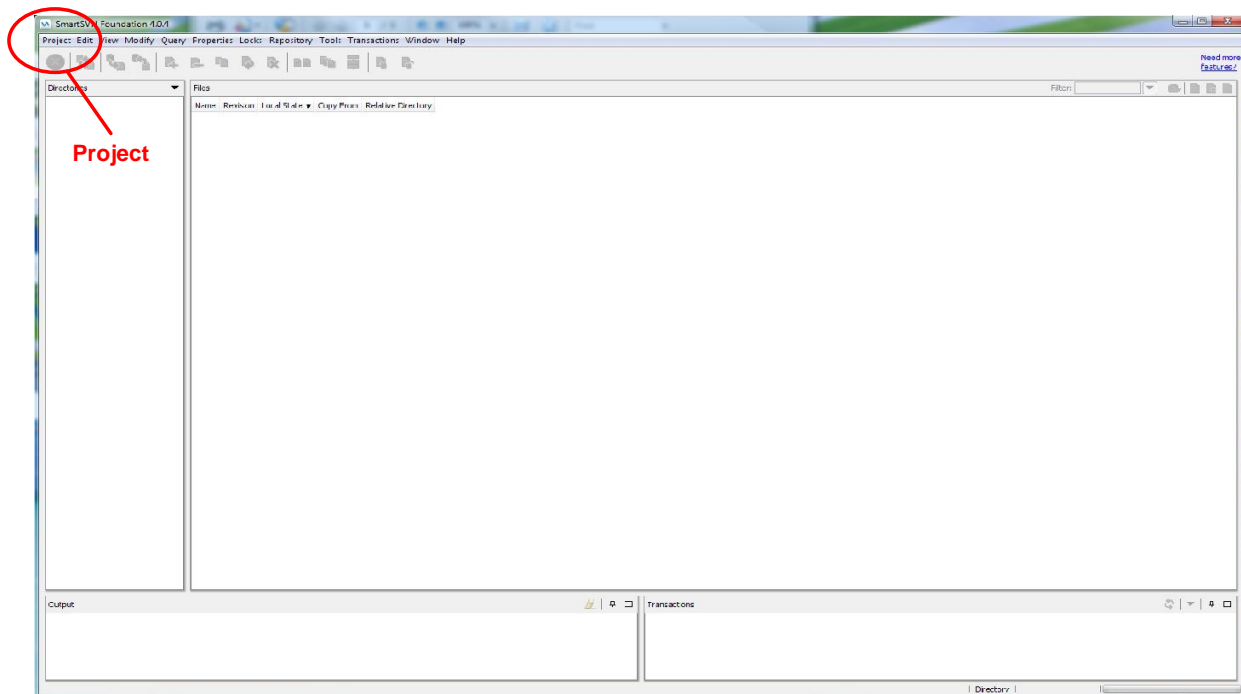 SmartSVN Foundation 4.0.4
Project Edit View Modify Query Properties Locks Repository Tools Transactions Window Help
Need more
features?
Directories
Files
Filter:
Name Revision Local State Copy From Relative Directory
Project
Output
Transactions
Directory